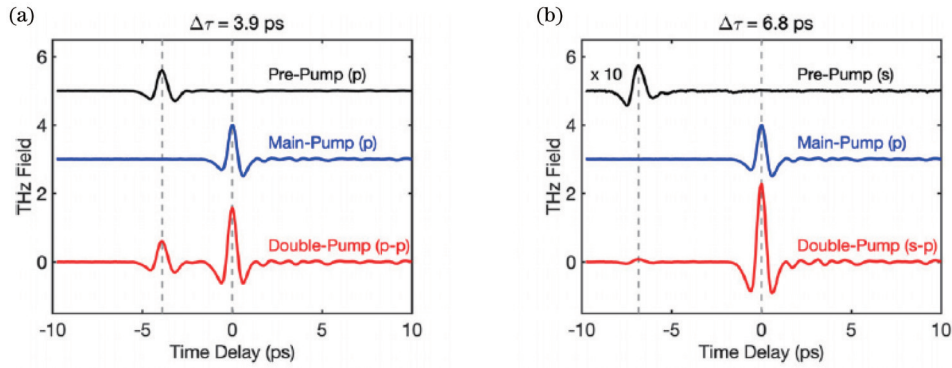 (a)
Δτ = 3.9 ps
6
4
2
0
THz Field
Pre-Pump (p)
Main-Pump (p)
Double-Pump (p-p)
-10
-5
0
5
10
Time Delay (ps)
(b)
Δτ = 6.8 ps
6
4
2
0
THz Field
x 10
Pre-Pump (s)
Main-Pump (p)
Double-Pump (s-p)
-10
-5
0
5
10
Time Delay (ps)